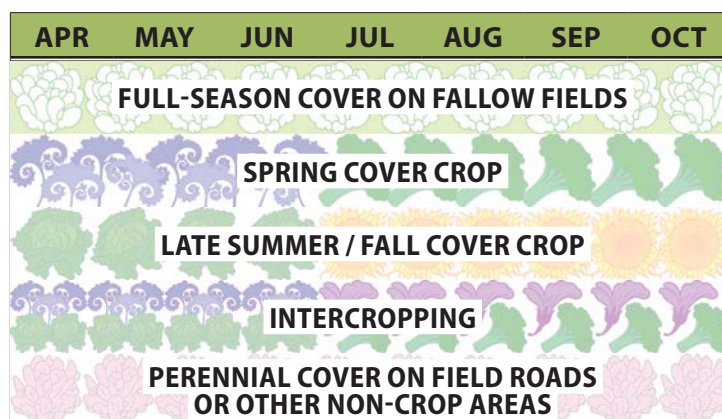 APR MAY JUN JUL AUG SEP OCT
FULL-SEASON COVER ON FALLOW FIELDS
SPRING COVER CROP
LATE SUMMER / FALL COVER CROP
INTERCROPPING
PERENNIAL COVER ON FIELD ROADS
OR OTHER NON-CROP AREAS